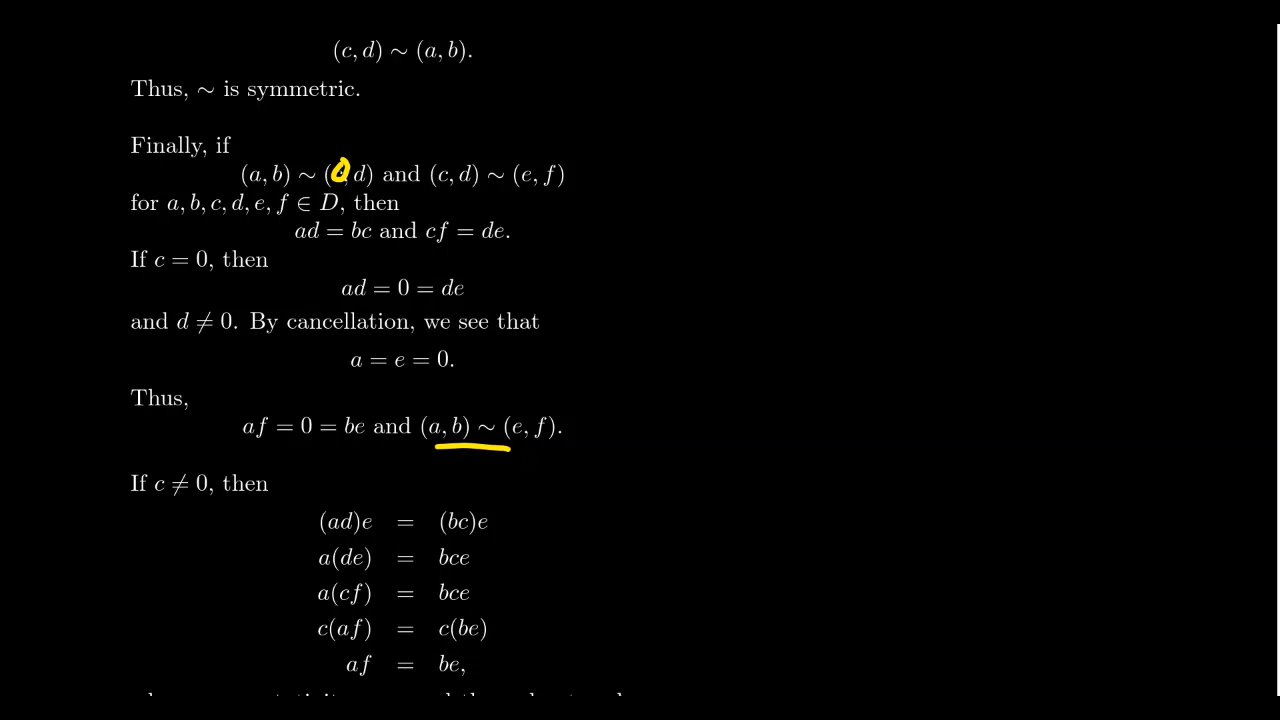 (c, d) ∼ (a, b).
Thus, ∼ is symmetric.
Finally, if
(a, b) ∼ ( , d) and (c, d) ∼ (e, f)
for a, b, c, d, e, f ∈ D, then
ad = bc and cf = de.
If c = 0, then
ad = 0 = de
and d ≠ 0. By cancellation, we see that
a = e = 0.
Thus,
af = 0 = be and (a, b) ∼ (e, f).
If c ≠ 0, then
(ad)e = (bc)e
a(de) = bce
a(cf) = bce
c(af) = c(be)
af = be,